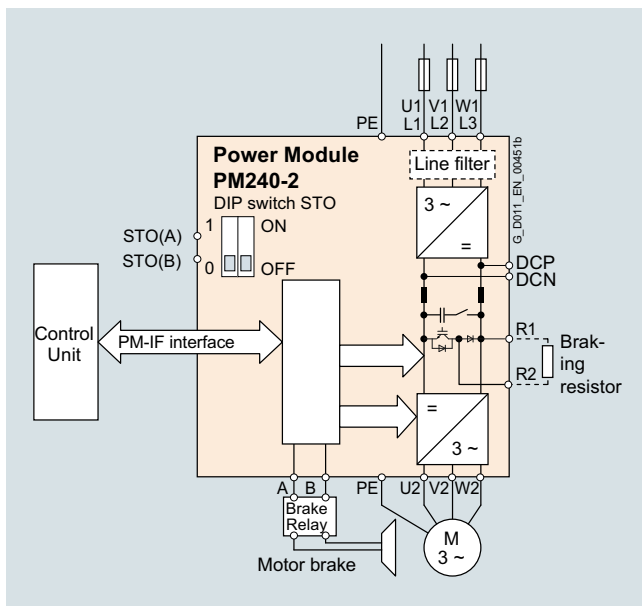 U1 V1 W1
PE L1 L2 L3
G_D011_EN_00451b
Power Module
PM240-2
Line filter
DIP switch STO
1 ON
STO(A)
STO(B)
0 OFF
3 ~
=
DCP
DCN
Control
Unit
PM-IF interface
R1
R2
Brak-
ing
resistor
=
3 ~
A B PE U2 V2 W2
Brake
Relay
Motor brake
M
3 ~